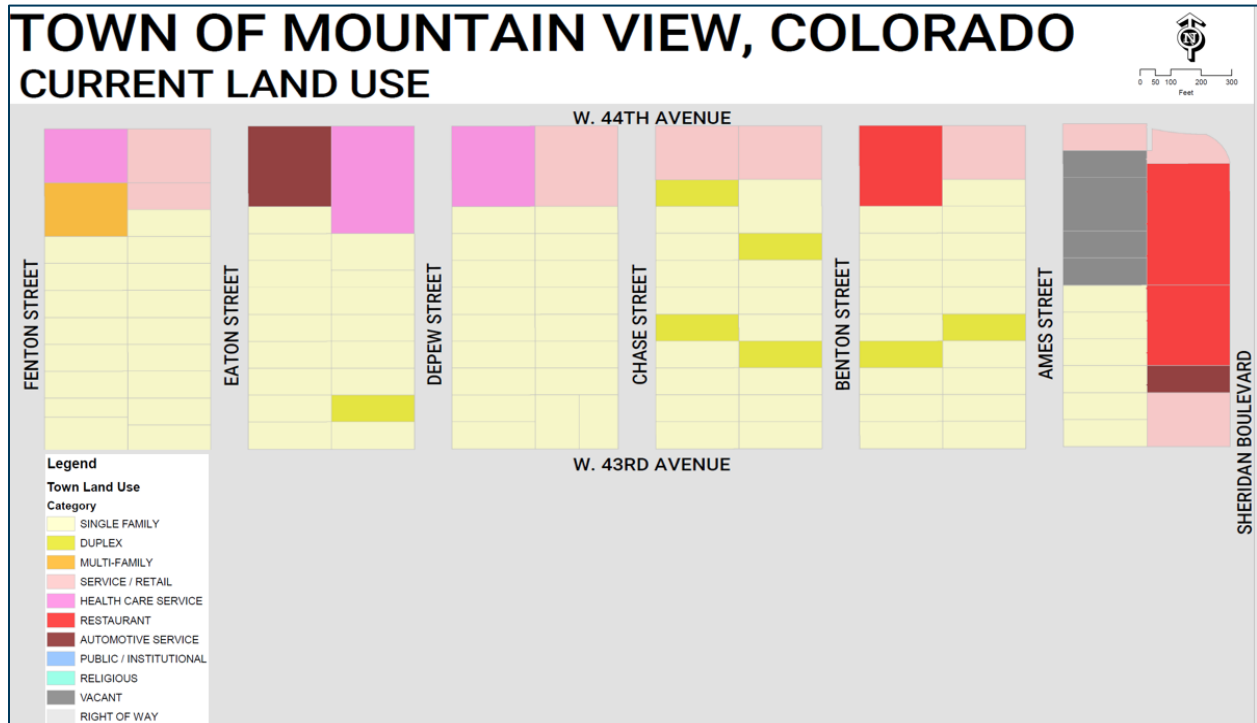 TOWN OF MOUNTAIN VIEW, COLORADO
CURRENT LAND USE
N
0 50 100 200 300
Feet
W. 44TH AVENUE
FENTON STREET
EATON STREET
DEPEW STREET
CHASE STREET
BENTON STREET
AMES STREET
SHERIDAN BOULEVARD
W. 43RD AVENUE
Legend
Town Land Use
Category
SINGLE FAMILY
DUPLEX
MULTI-FAMILY
SERVICE / RETAIL
HEALTH CARE SERVICE
RESTAURANT
AUTOMOTIVE SERVICE
PUBLIC / INSTITUTIONAL
RELIGIOUS
VACANT
RIGHT OF WAY